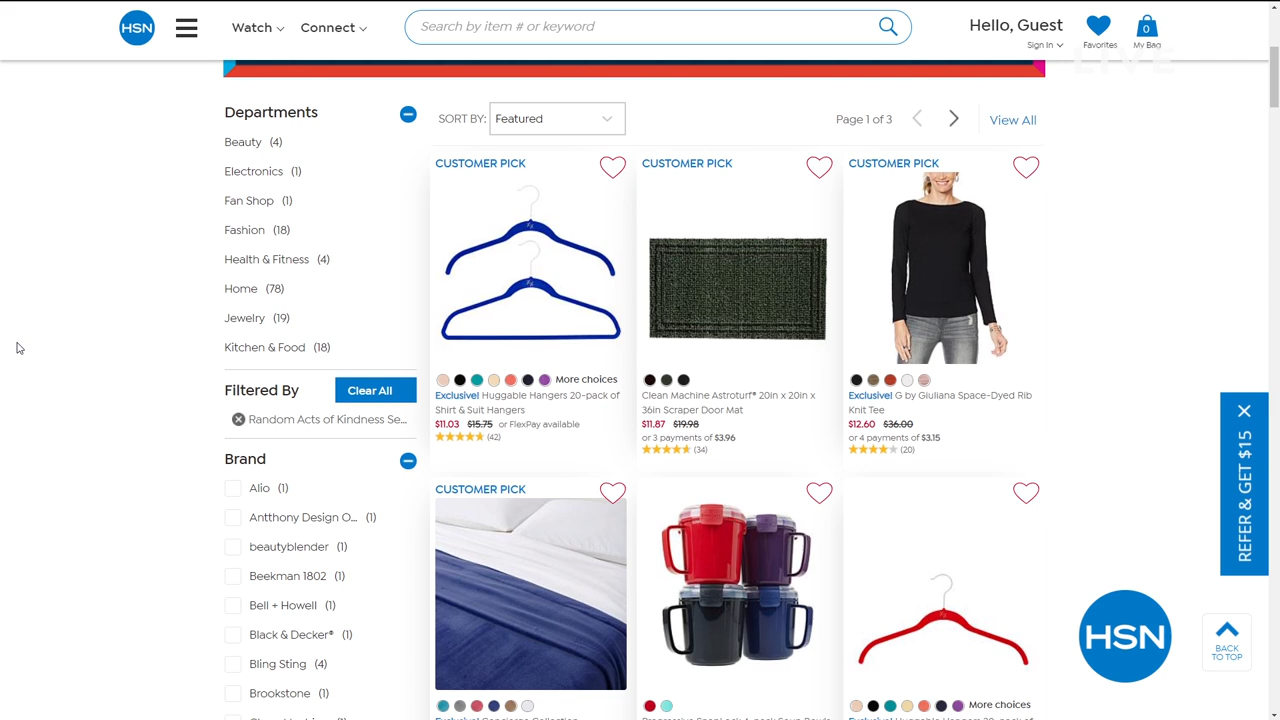 HSN
Watch
Connect
Search by item # or keyword
Hello, Guest
Sign In
Favorites
0
My Bag
LIVE
Departments
Beauty (4)
Electronics (1)
Fan Shop (1)
Fashion (18)
Health & Fitness (4)
Home (78)
Jewelry (19)
Kitchen & Food (18)
Filtered By
Clear All
Random Acts of Kindness Se...
Brand
Alio (1)
Antthony Design O... (1)
beautyblender (1)
Beekman 1802 (1)
Bell + Howell (1)
Black & Decker® (1)
Bling Sting (4)
Brookstone (1)
SORT BY: Featured
Page 1 of 3
View All
CUSTOMER PICK
More choices
Exclusive! Huggable Hangers 20-pack of
Shirt & Suit Hangers
$11.03 $15.75 or FlexPay available
(42)
CUSTOMER PICK
Clean Machine Astroturf® 20in x 20in x
36in Scraper Door Mat
$11.87 $19.98
or 3 payments of $3.96
(34)
CUSTOMER PICK
Exclusive! G by Giuliana Space-Dyed Rib
Knit Tee
$12.60 $36.00
or 4 payments of $3.15
(20)
CUSTOMER PICK
More choices
REFER & GET $15
HSN
BACK
TO TOP